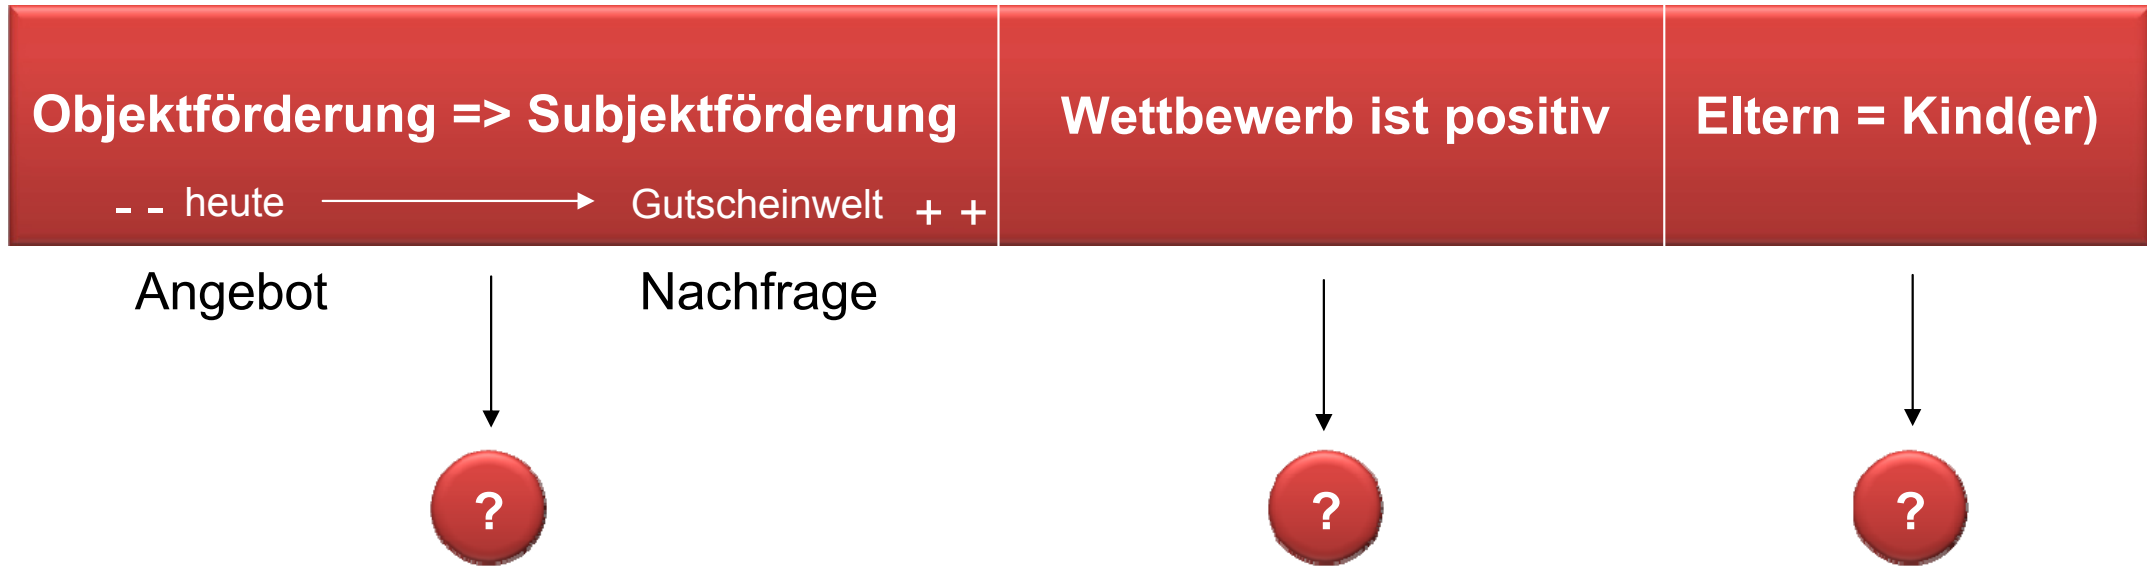 Objektförderung => Subjektförderung
- - heute Gutscheinwelt + +
Wettbewerb ist positiv
Eltern = Kind(er)
Angebot Nachfrage
? ? ?